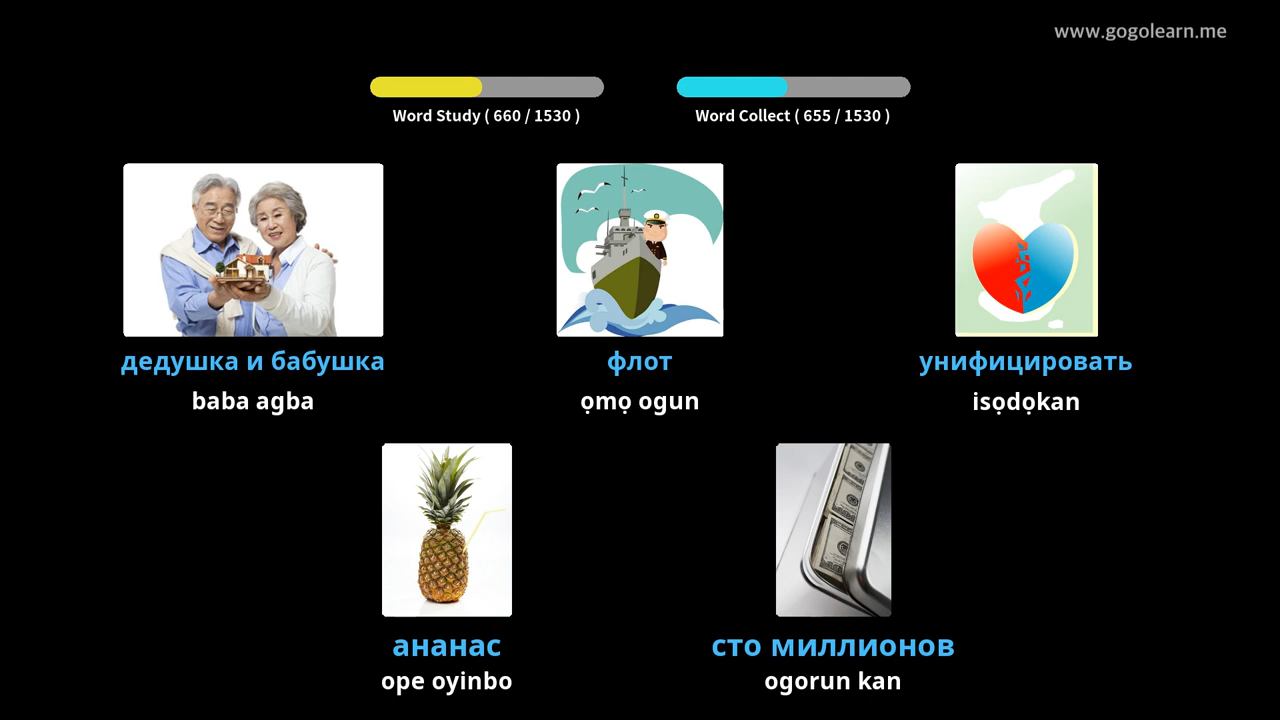 www.gogolearn.me
Word Study ( 660 / 1530 )
Word Collect ( 655 / 1530 )
дедушка и бабушка
baba agba
флот
ọmọ ogun
унифицировать
isọdọkan
ананас
ope oyinbo
сто миллионов
ogorun kan